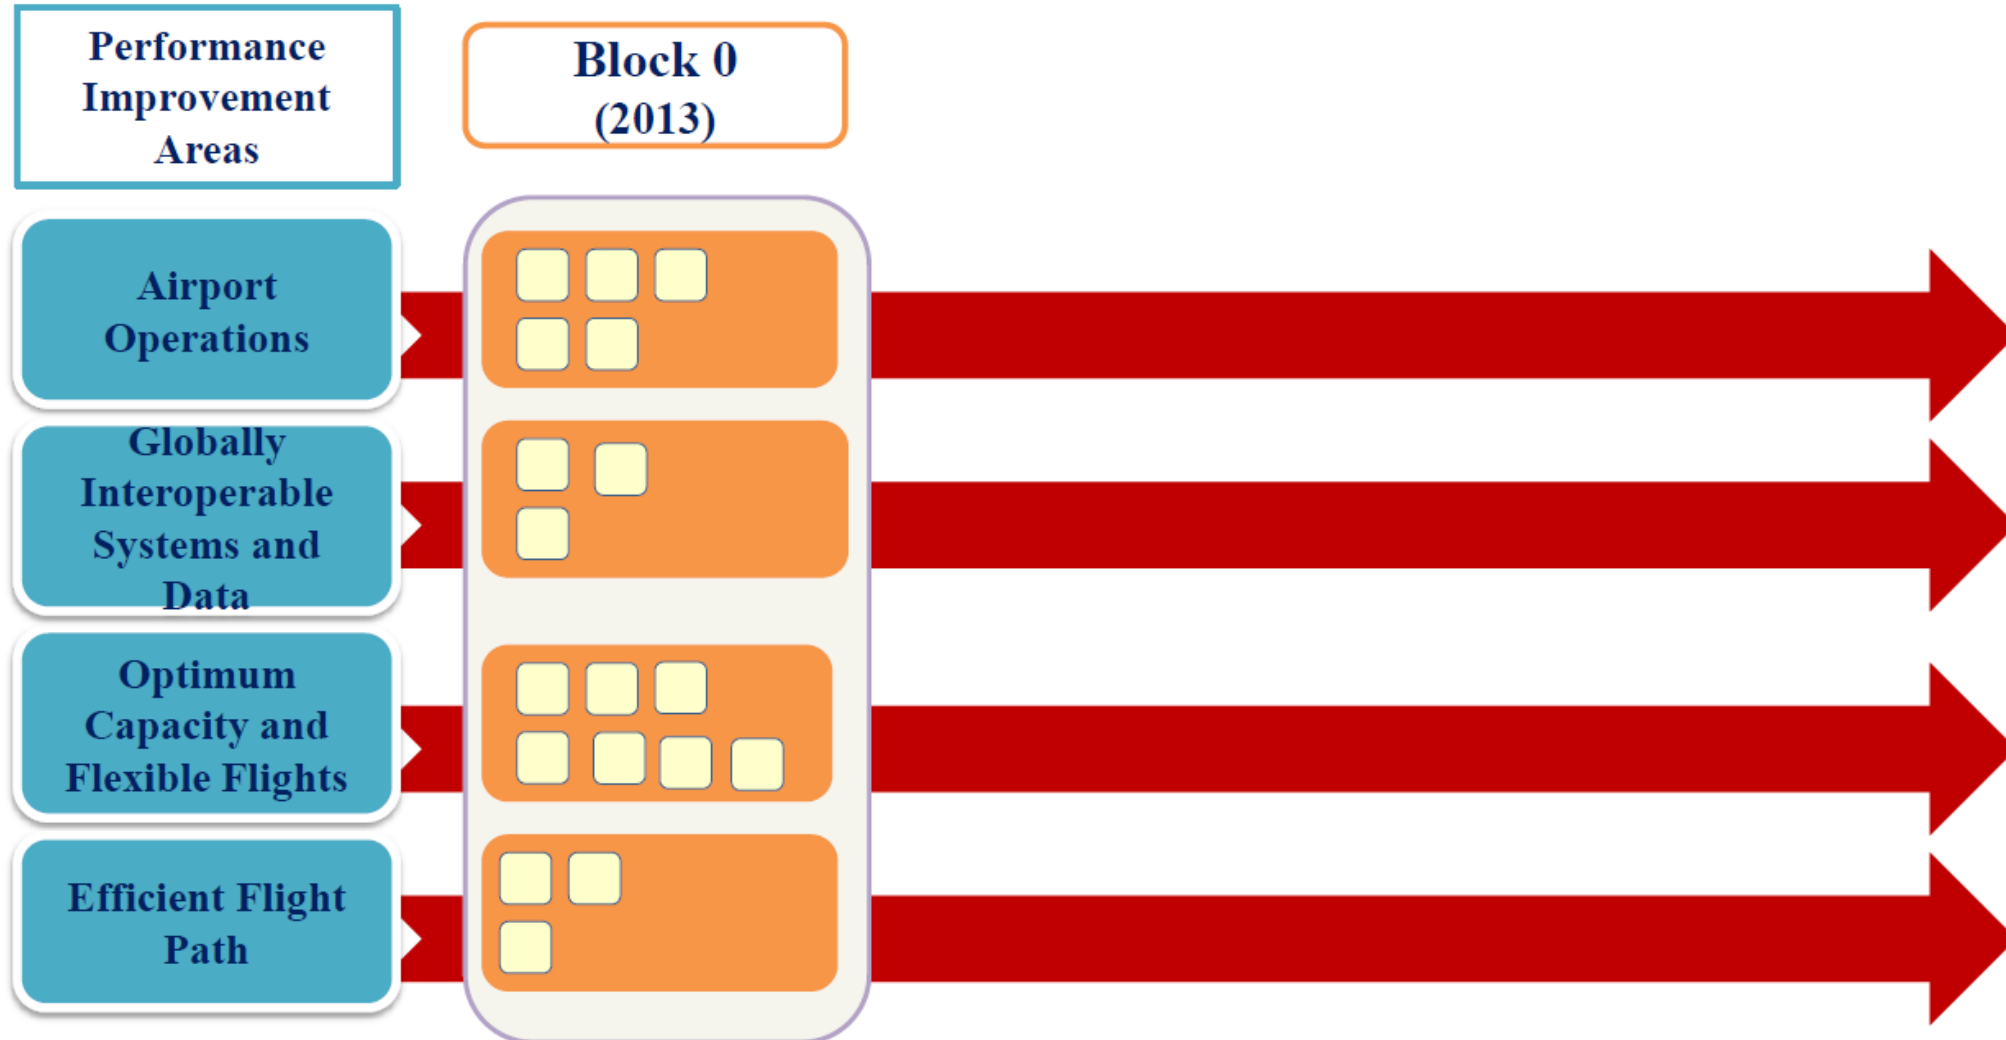 Performance
Improvement
Areas
Block 0
(2013)
Airport
Operations
Globally
Interoperable
Systems and
Data
Optimum
Capacity and
Flexible Flights
Efficient Flight
Path